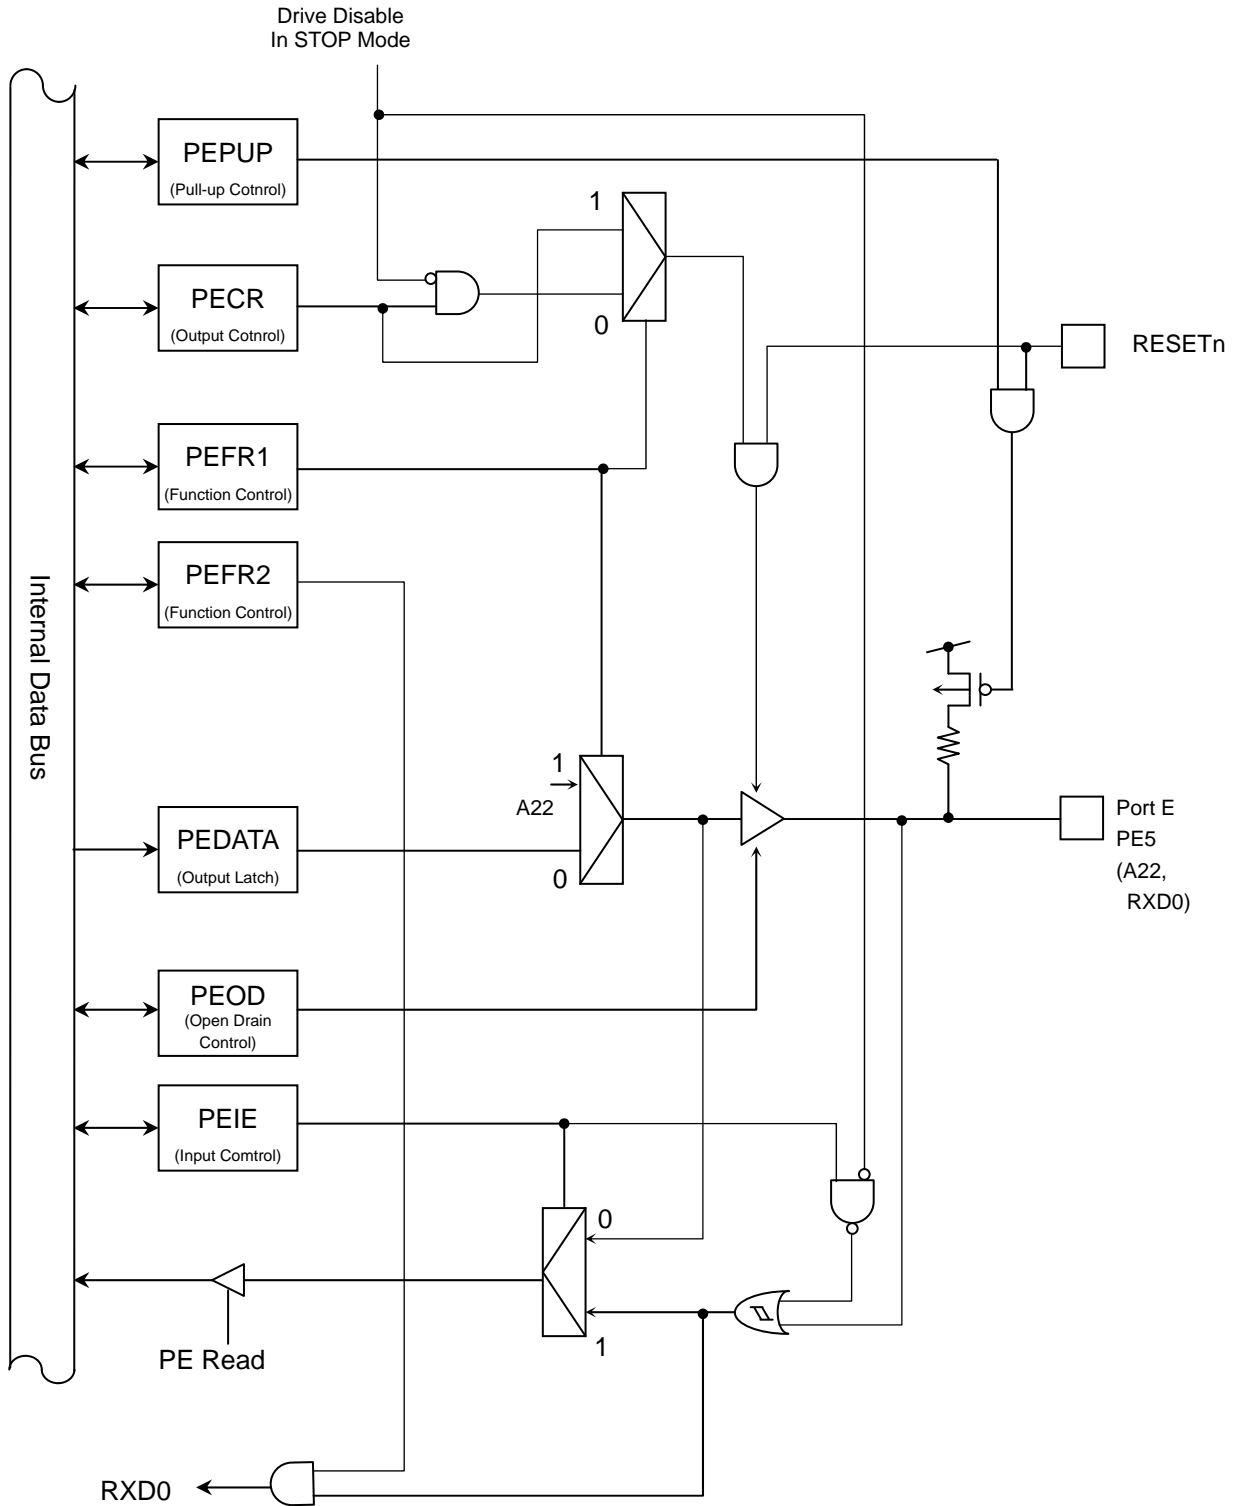 Drive Disable
In STOP Mode
PEPUP
(Pull-up Cotnrol)
1
PECR
(Output Cotnrol)
0
RESETn
PEFR1
(Function Control)
PEFR2
(Function Control)
Internal Data Bus
1
A22
0
PEDATA
(Output Latch)
Port E
PE5
(A22,
RXD0)
PEOD
(Open Drain
Control)
PEIE
(Input Comtrol)
0
1
PE Read
RXD0